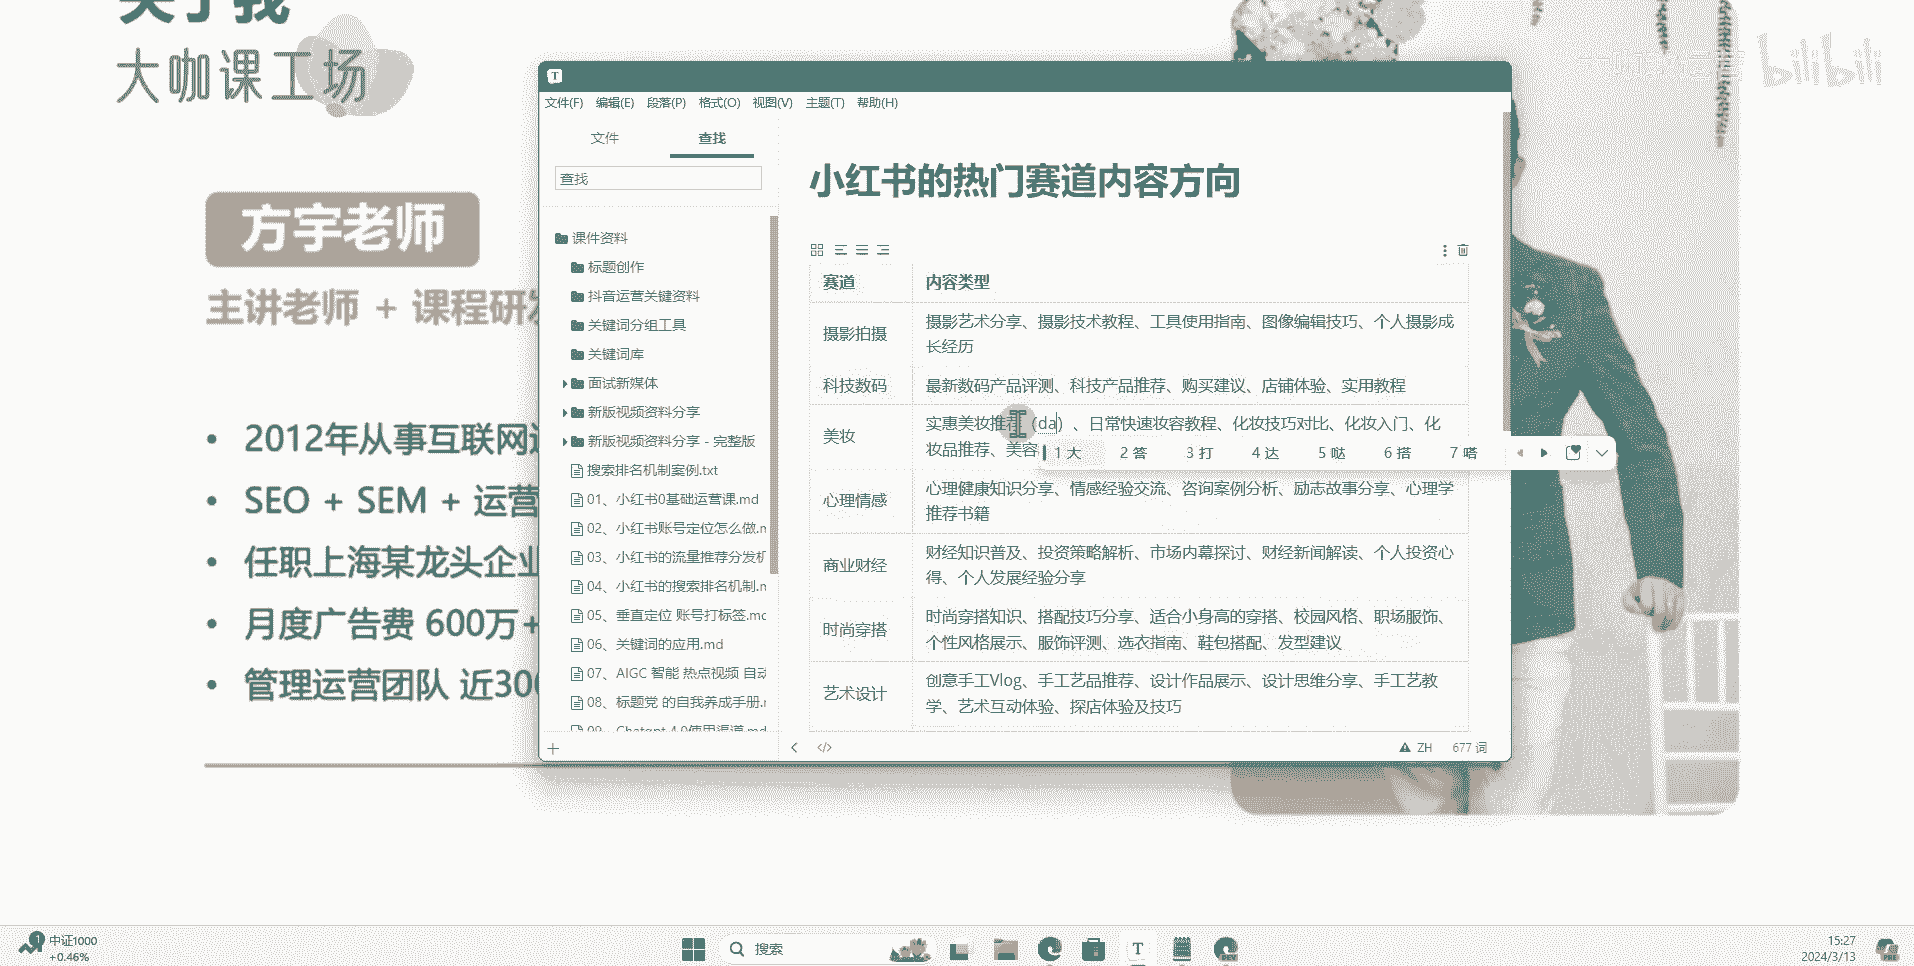 关于我
大咖课工场
bilibili
方宇老师
主讲老师 + 课程研发
2012年从事互联网
SEO + SEM + 运营
任职上海某龙头企业
月度广告费 600万+
管理运营团队 近300
T
文件(F) 编辑(E) 段落(P) 格式(O) 视图(V) 主题(T) 帮助(H)
文件 查找
查找
课件资料
标题创作
抖音运营关键资料
关键词分组工具
关键词库
面试新媒体
新版视频资料分享
新版视频资料分享 - 完整版
搜索排名机制案例.txt
01、小红书0基础运营课.md
02、小红书账号定位怎么做.m
03、小红书的流量推荐分发机
04、小红书的搜索排名机制.m
05、垂直定位 账号打标签.mc
06、关键词的应用.md
07、AIGC 智能 热点视频 自动
08、标题党 的自我养成手册.r
09、Chatgpt 4.0使用渠道.md
小红书的热门赛道内容方向
赛道 内容类型
摄影拍摄 摄影艺术分享、摄影技术教程、工具使用指南、图像编辑技巧、个人摄影成
长经历
科技数码 最新数码产品评测、科技产品推荐、购买建议、店铺体验、实用教程
美妆 实惠美妆推荐（da）、日常快速妆容教程、化妆技巧对比、化妆入门、化
妆品推荐、美容
1 大 2 答 3 打 4 达 5 哒 6 搭 7 嗒
心理情感 心理健康知识分享、情感经验交流、咨询案例分析、励志故事分享、心理学
推荐书籍
商业财经 财经知识普及、投资策略解析、市场内幕探讨、财经新闻解读、个人投资心
得、个人发展经验分享
时尚穿搭 时尚穿搭知识、搭配技巧分享、适合小身高的穿搭、校园风格、职场服饰、
个性风格展示、服饰评测、选衣指南、鞋包搭配、发型建议
艺术设计 创意手工Vlog、手工艺品推荐、设计作品展示、设计思维分享、手工艺教
学、艺术互动体验、探店体验及技巧
ZH 677 词
1
中证1000
+0.46%
搜索
T
DEV
15:27
2024/3/13
PRE